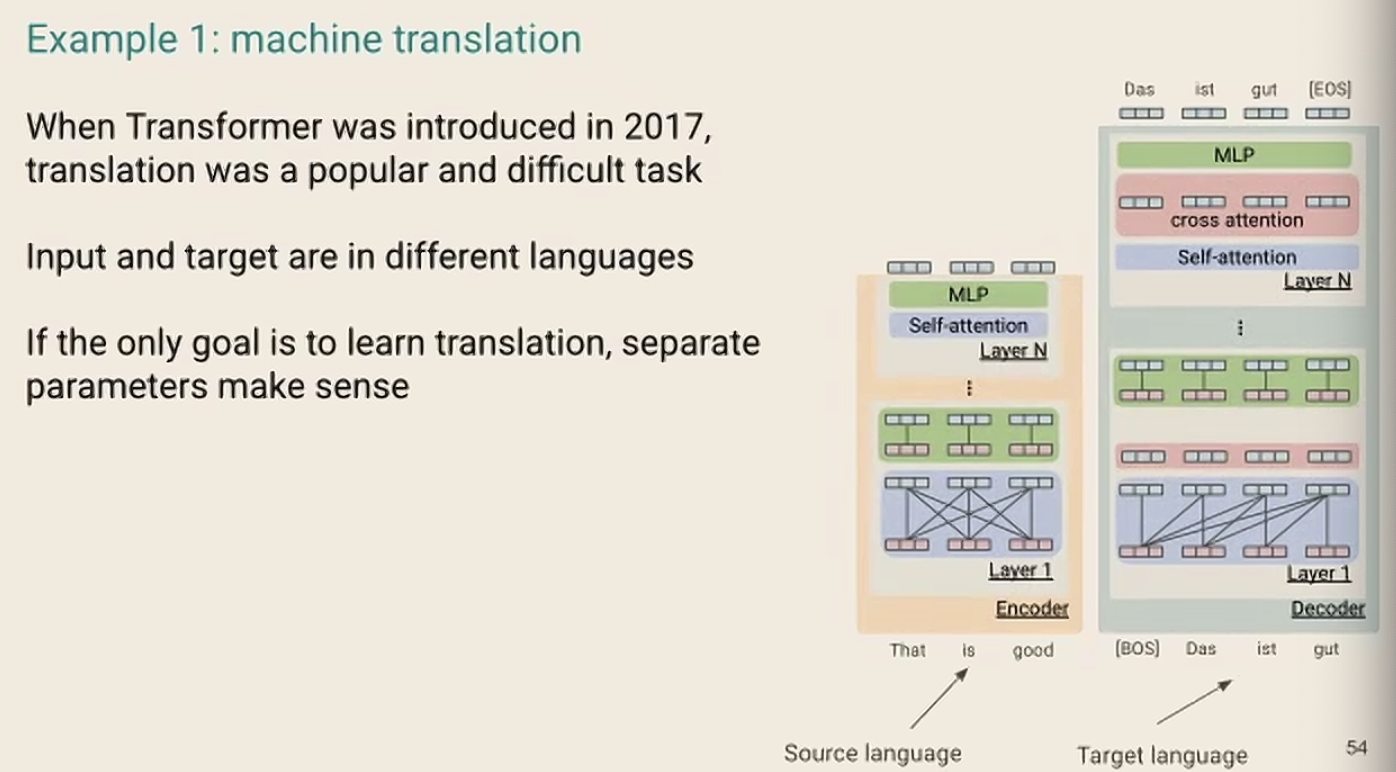 Example 1: machine translation
When Transformer was introduced in 2017,
translation was a popular and difficult task
Input and target are in different languages
If the only goal is to learn translation, separate
parameters make sense
Das ist gut [EOS]
MLP
cross attention
Self-attention
Layer N
⋮
Layer 1
Decoder
[BOS] Das ist gut
Target language
MLP
Self-attention
Layer N
⋮
Layer 1
Encoder
That is good
Source language
54